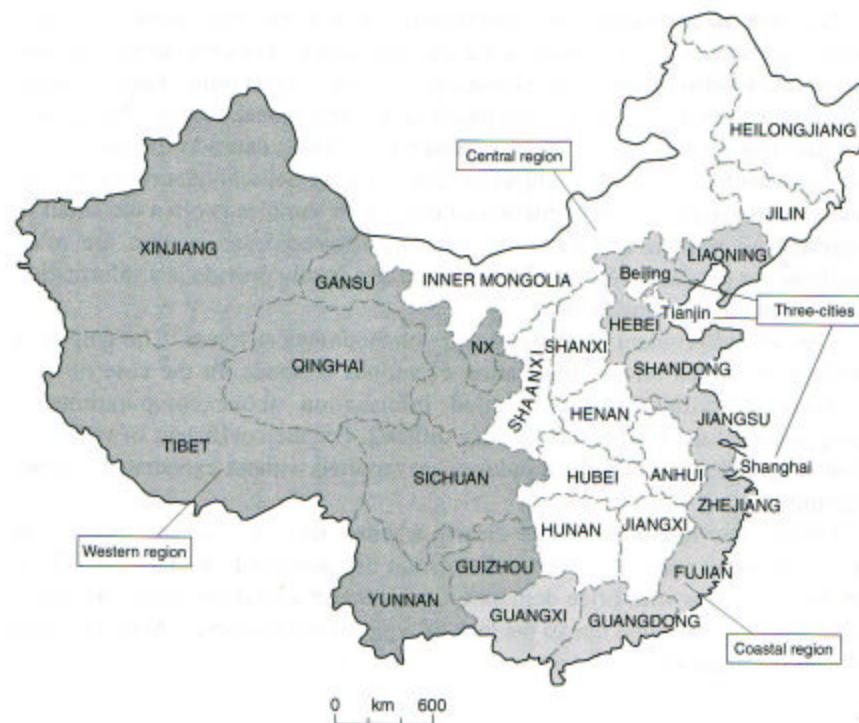 HEILONGJIANG
Central region
JILIN
XINJIANG
LIAONING
GANSU
INNER MONGOLIA
Beijing
Tianjin
Three-cities
HEBEI
NX
SHANXI
QINGHAI
SHANDONG
SHAANXI
HENAN
JIANGSU
TIBET
SICHUAN
HUBEI
ANHUI
Shanghai
ZHEJIANG
HUNAN
JIANGXI
Western region
GUIZHOU
FUJIAN
YUNNAN
GUANGXI
GUANGDONG
Coastal region
0 km 600